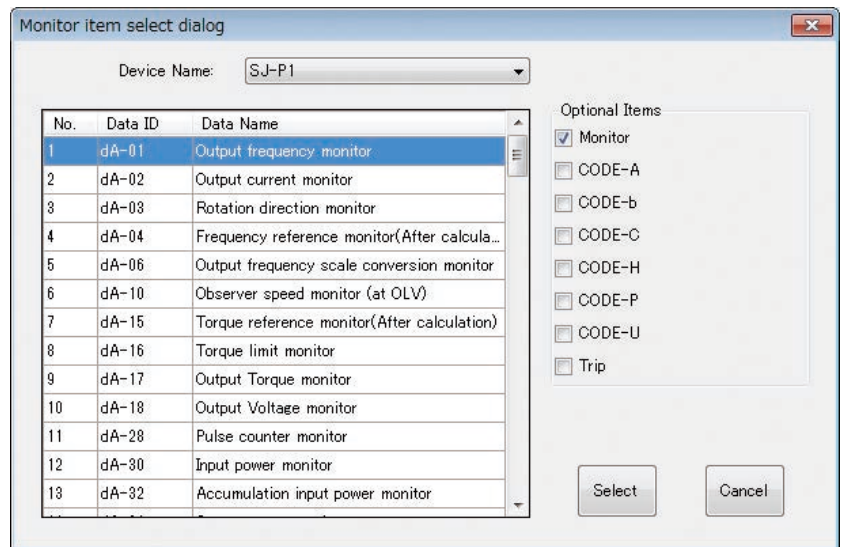 Monitor item select dialog
Device Name: SJ-P1
No. Data ID Data Name
1 dA-01 Output frequency monitor
2 dA-02 Output current monitor
3 dA-03 Rotation direction monitor
4 dA-04 Frequency reference monitor(After calcula...
5 dA-06 Output frequency scale conversion monitor
6 dA-10 Observer speed monitor (at OLV)
7 dA-15 Torque reference monitor(After calculation)
8 dA-16 Torque limit monitor
9 dA-17 Output Torque monitor
10 dA-18 Output Voltage monitor
11 dA-28 Pulse counter monitor
12 dA-30 Input power monitor
13 dA-32 Accumulation input power monitor
Optional Items
Monitor
CODE-A
CODE-b
CODE-C
CODE-H
CODE-P
CODE-U
Trip
Select Cancel